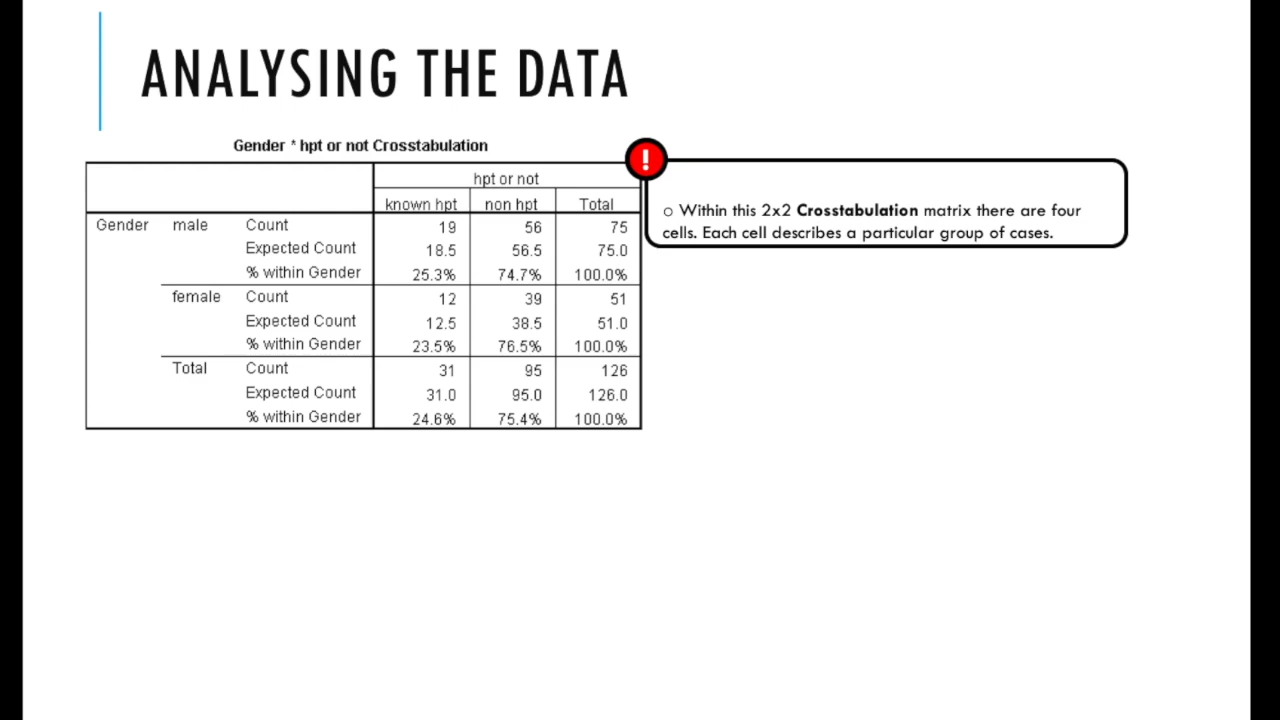 ANALYSING THE DATA
Gender * hpt or not Crosstabulation
hpt or not
known hpt non hpt Total
Gender male Count 19 56 75
Expected Count 18.5 56.5 75.0
% within Gender 25.3% 74.7% 100.0%
female Count 12 39 51
Expected Count 12.5 38.5 51.0
% within Gender 23.5% 76.5% 100.0%
Total Count 31 95 126
Expected Count 31.0 95.0 126.0
% within Gender 24.6% 75.4% 100.0%
!
o Within this 2x2 Crosstabulation matrix there are four
cells. Each cell describes a particular group of cases.